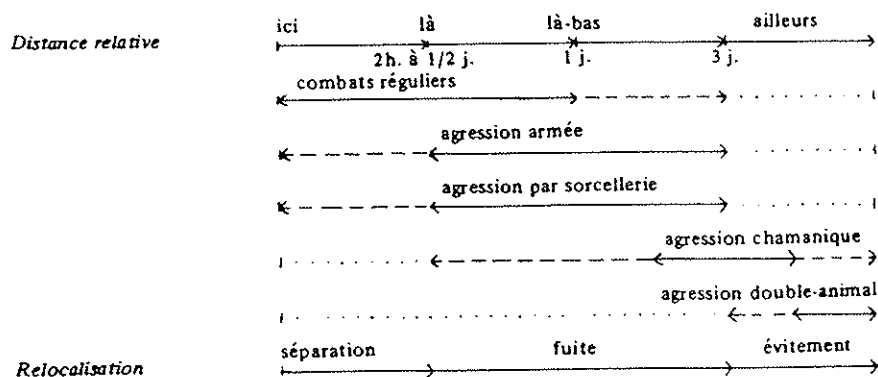 ici là là-bas ailleurs
Distance relative
2h. à 1/2 j. 1 j. 3 j.
combats réguliers
agression armée
agression par sorcellerie
agression chamanique
agression double-animal
séparation fuite évitement
Relocalisation